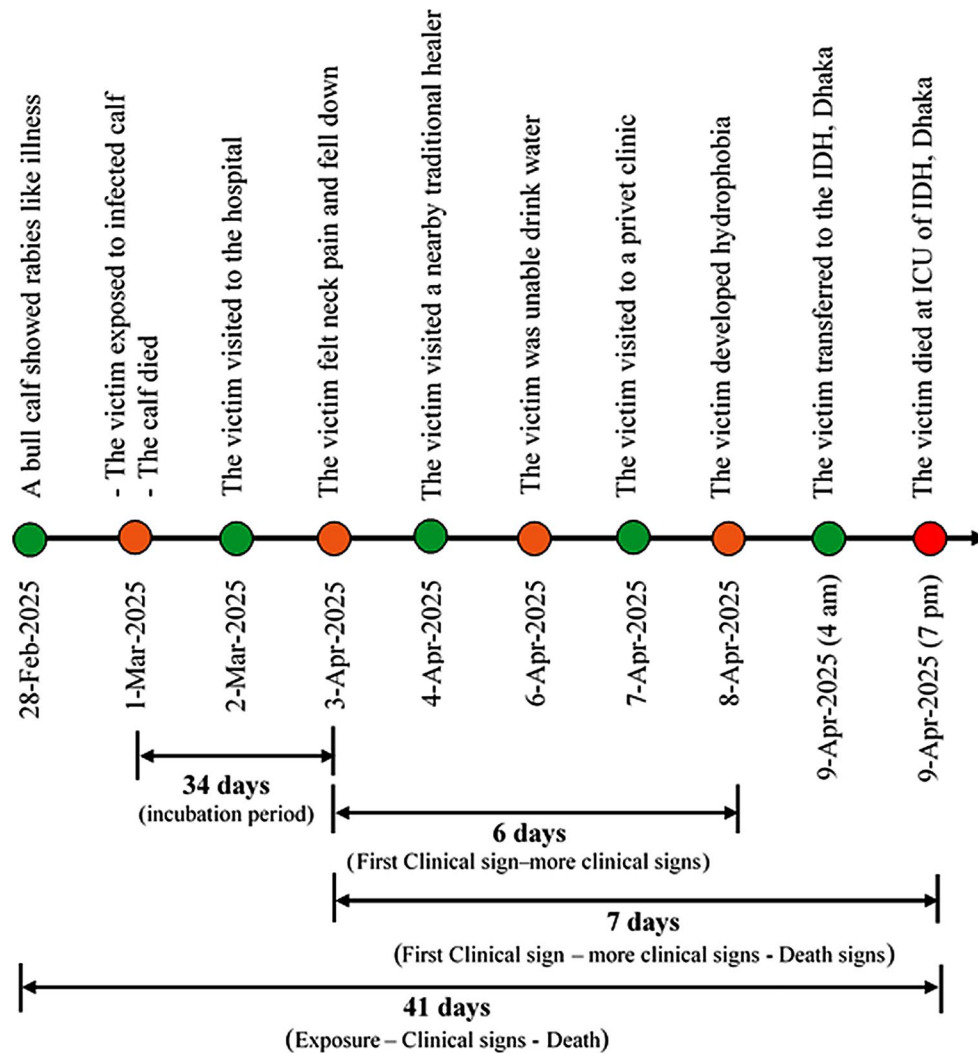 A bull calf showed rabies like illness
- The victim exposed to infected calf
- The calf died
The victim visited to the hospital
The victim felt neck pain and fell down
The victim visited a nearby traditional healer
The victim was unable drink water
The victim visited to a privet clinic
The victim developed hydrophobia
The victim transferred to the IDH, Dhaka
The victim died at ICU of IDH, Dhaka
28-Feb-2025
1-Mar-2025
2-Mar-2025
3-Apr-2025
4-Apr-2025
6-Apr-2025
7-Apr-2025
8-Apr-2025
9-Apr-2025 (4 am)
9-Apr-2025 (7 pm)
34 days
(incubation period)
6 days
(First Clinical sign–more clinical signs)
7 days
(First Clinical sign – more clinical signs - Death signs)
41 days
(Exposure – Clinical signs - Death)